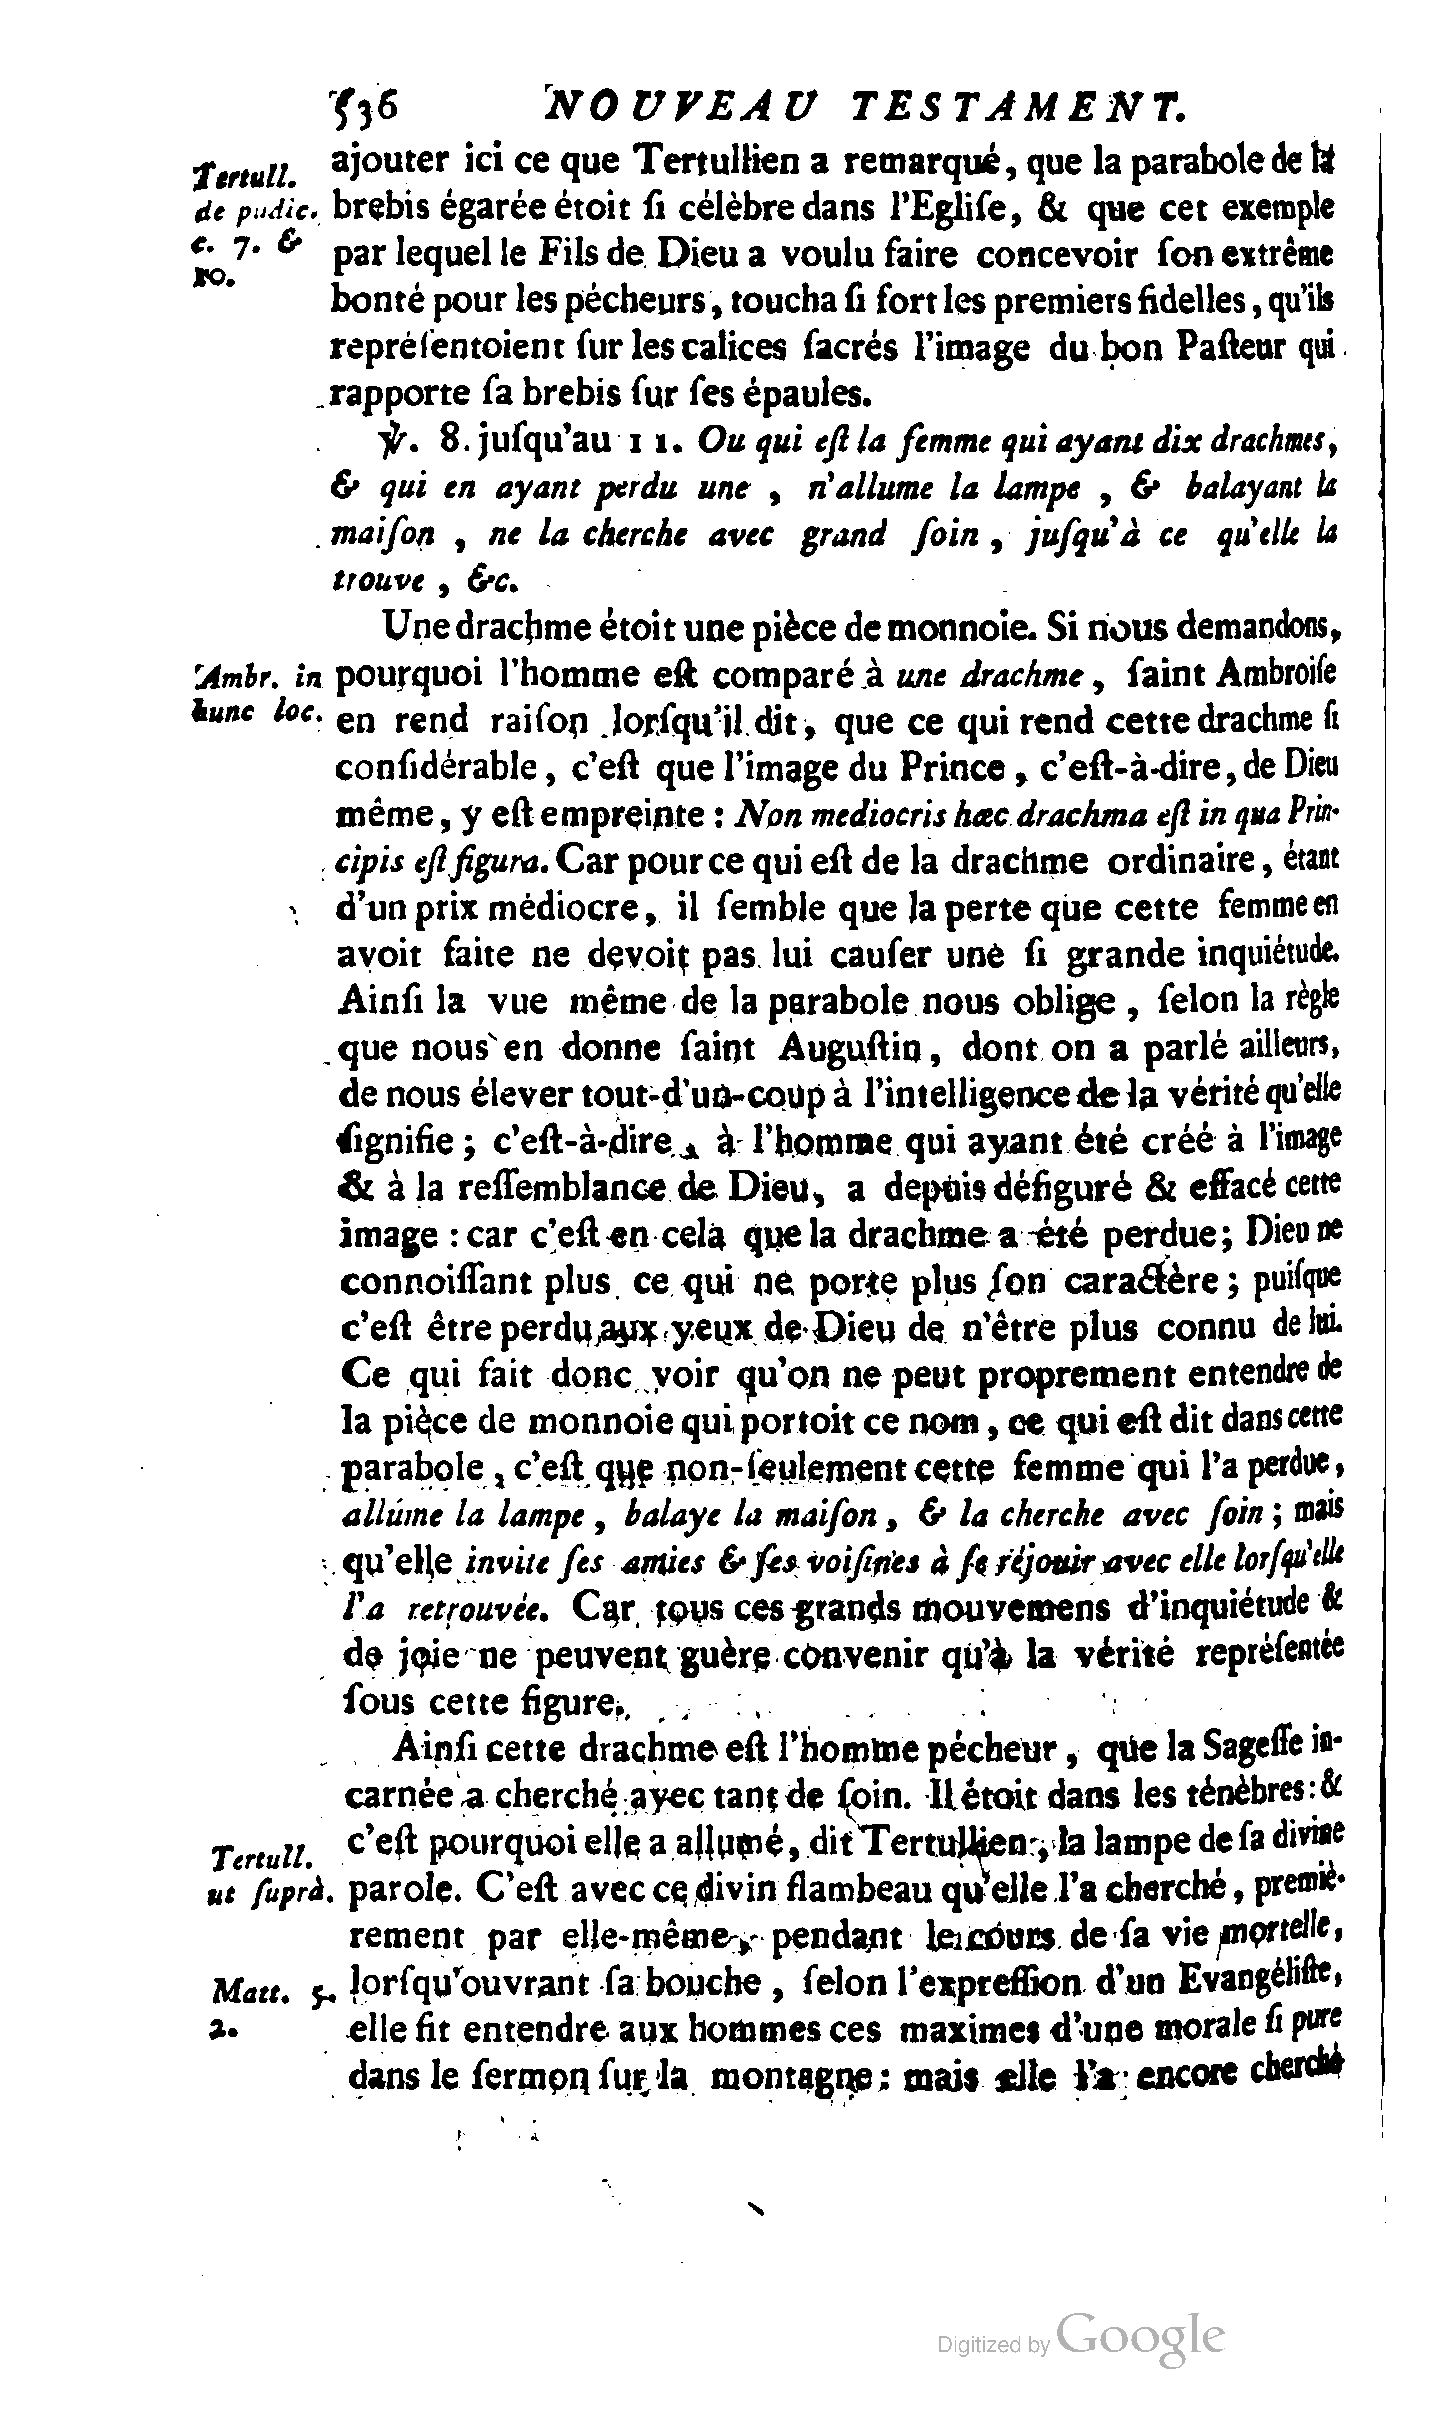 536 NOUVEAU TESTAMENT.
Tertull.
de pudic.
c. 7. &
10.
ajouter ici ce que Tertullien a remarqué, que la parabole de la
brebis égarée étoit ſi célèbre dans l'Egliſe, & que cet exemple
par lequel le Fils de Dieu a voulu faire concevoir ſon extrême
bonté pour les pécheurs, toucha ſi fort les premiers fidelles, qu'ils
repréſentoient ſur les calices ſacrés l'image du bon Paſteur qui
rapporte ſa brebis ſur ſes épaules.
℣. 8. juſqu'au 11. Ou qui eſt la femme qui ayant dix drachmes,
& qui en ayant perdu une, n'allume la lampe, & balayant la
maiſon, ne la cherche avec grand ſoin, juſqu'à ce qu'elle la
trouve, &c.
Une drachme étoit une pièce de monnoie. Si nous demandons,
Ambr. in
hunc loc.
pourquoi l'homme eſt comparé à une drachme, ſaint Ambroiſe
en rend raiſon lorſqu'il dit, que ce qui rend cette drachme ſi
conſidérable, c'eſt que l'image du Prince, c'eſt-à-dire, de Dieu
même, y eſt empreinte : Non mediocris hæc drachma eſt in qua Prin-
cipis eſt figura. Car pour ce qui eſt de la drachme ordinaire, étant
d'un prix médiocre, il ſemble que la perte que cette femme en
avoit faite ne devoit pas lui cauſer une ſi grande inquiétude.
Ainſi la vue même de la parabole nous oblige, ſelon la règle
que nous en donne ſaint Auguſtin, dont on a parlé ailleurs,
de nous élever tout-d'un-coup à l'intelligence de la vérité qu'elle
ſignifie ; c'eſt-à-dire, à l'homme qui ayant été créé à l'image
& à la reſſemblance de Dieu, a depuis défiguré & effacé cette
image : car c'eſt en cela que la drachme a été perdue; Dieu ne
connoiſſant plus ce qui ne porte plus ſon caractère ; puiſque
c'eſt être perdu aux yeux de Dieu de n'être plus connu de lui.
Ce qui fait donc voir qu'on ne peut proprement entendre de
la pièce de monnoie qui portoit ce nom, ce qui eſt dit dans cette
parabole, c'eſt que non-ſeulement cette femme qui l'a perdue,
allume la lampe, balaye la maiſon, & la cherche avec ſoin ; mais
qu'elle invite ſes amies & ſes voiſines à ſe réjouir avec elle lorſqu'elle
l'a retrouvée. Car tous ces grands mouvemens d'inquiétude &
de joie ne peuvent guère convenir qu'à la vérité repréſentée
ſous cette figure.
Ainſi cette drachme eſt l'homme pécheur, que la Sageſſe in-
carnée a cherché avec tant de ſoin. Il étoit dans les ténèbres : &
Tertull.
ut ſuprà.
c'eſt pourquoi elle a allumé, dit Tertullien, la lampe de ſa divine
parole. C'eſt avec ce divin flambeau qu'elle l'a cherché, premiè-
rement par elle-même, pendant le cours de ſa vie mortelle,
Matt. 5.
2.
lorſqu'ouvrant ſa bouche, ſelon l'expreſſion d'un Evangéliſte,
elle fit entendre aux hommes ces maximes d'une morale ſi pure
dans le ſermon ſur la montagne : mais elle l'a encore cherché
Digitized by Google